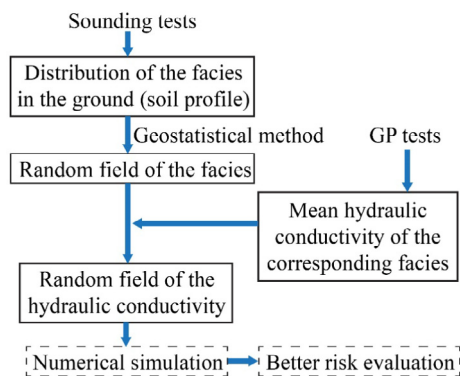 Sounding tests
Distribution of the facies
in the ground (soil profile)
Geostatistical method
GP tests
Random field of the facies
Mean hydraulic
conductivity of the
corresponding facies
Random field of the
hydraulic conductivity
Numerical simulation
Better risk evaluation